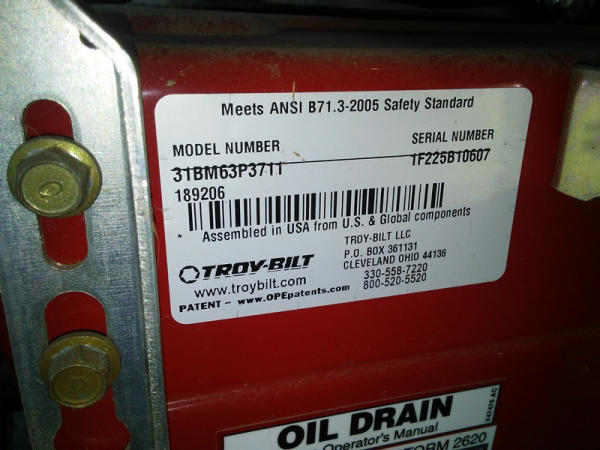 Meets ANSI B71.3-2005 Safety Standard
MODEL NUMBER SERIAL NUMBER
31BM63P3711 1F225B10607
189206
* Assembled in USA from U.S. & Global components
TROY-BILT
TROY-BILT LLC
P.O. BOX 361131
CLEVELAND OHIO 44136
www.troybilt.com
330-558-7220
800-520-5520
PATENT - www.OPEpatents.com
OIL DRAIN
Operator's Manual
STORM 2620